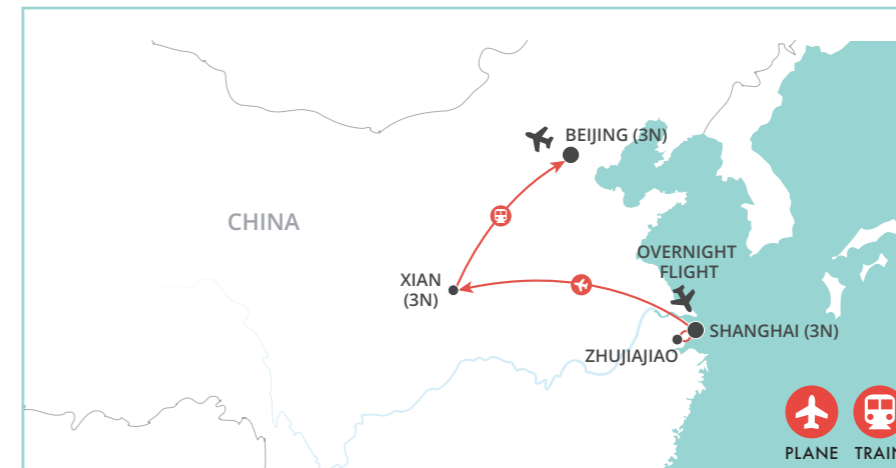 BEIJING (3N)
CHINA
OVERNIGHT
FLIGHT
XIAN
(3N)
SHANGHAI (3N)
ZHUJIAJIAO
PLANE
TRAIN